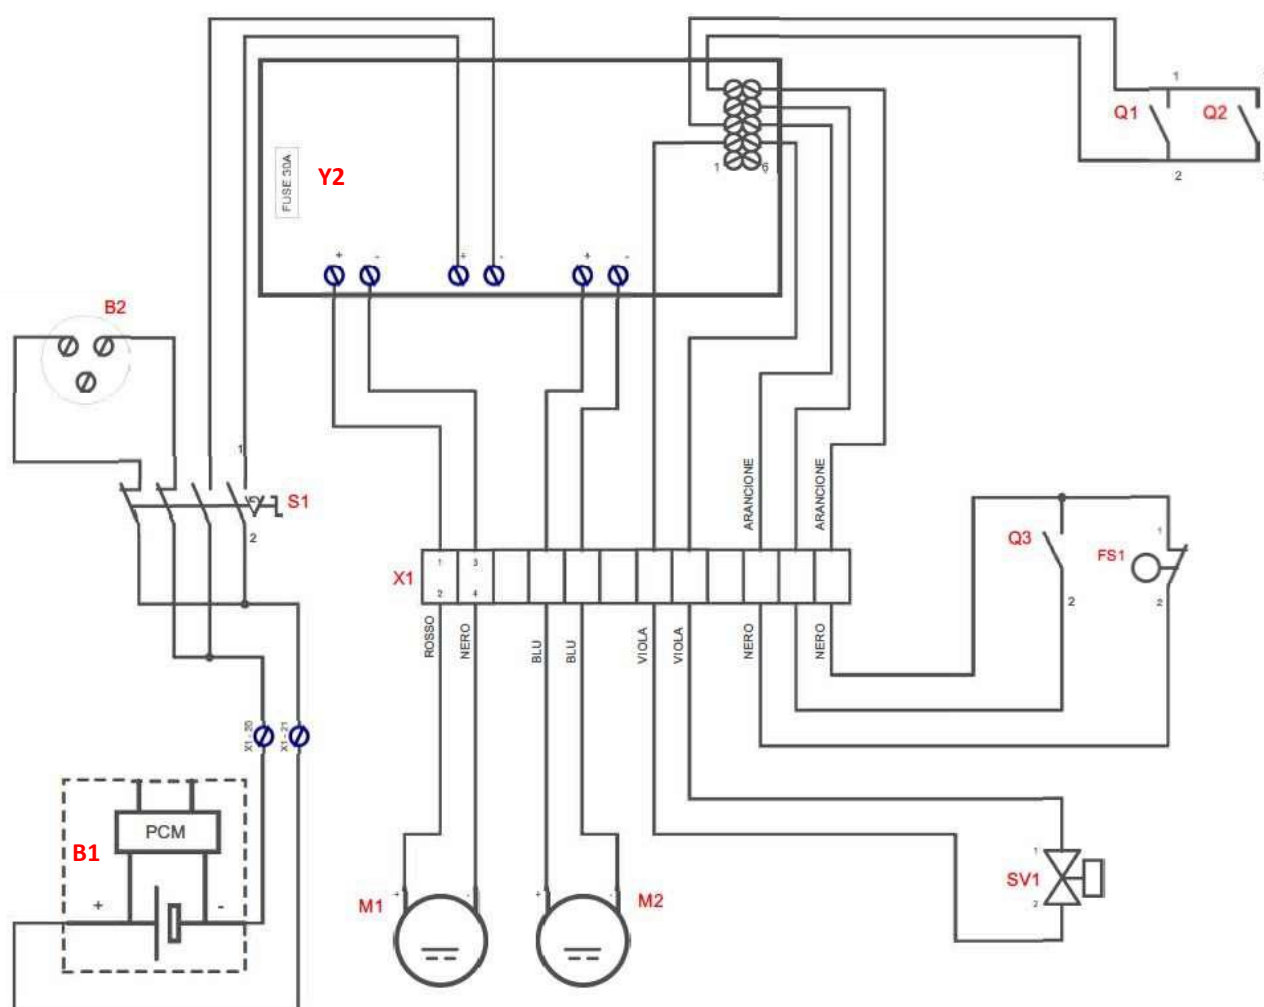 1
Q1
Q2
2
FUSE 30A
Y2
1
6
+
-
+
-
+
-
B2
1
S1
2
ARANCIONE
ARANCIONE
X1
1
3
2
4
Q3
2
FS1
1
2
ROSSO
NERO
BLU
BLU
VIOLA
VIOLA
NERO
NERO
X1 - 20
X1 - 21
PCM
B1
+
-
M1
+
-
M2
+
-
SV1
1
2